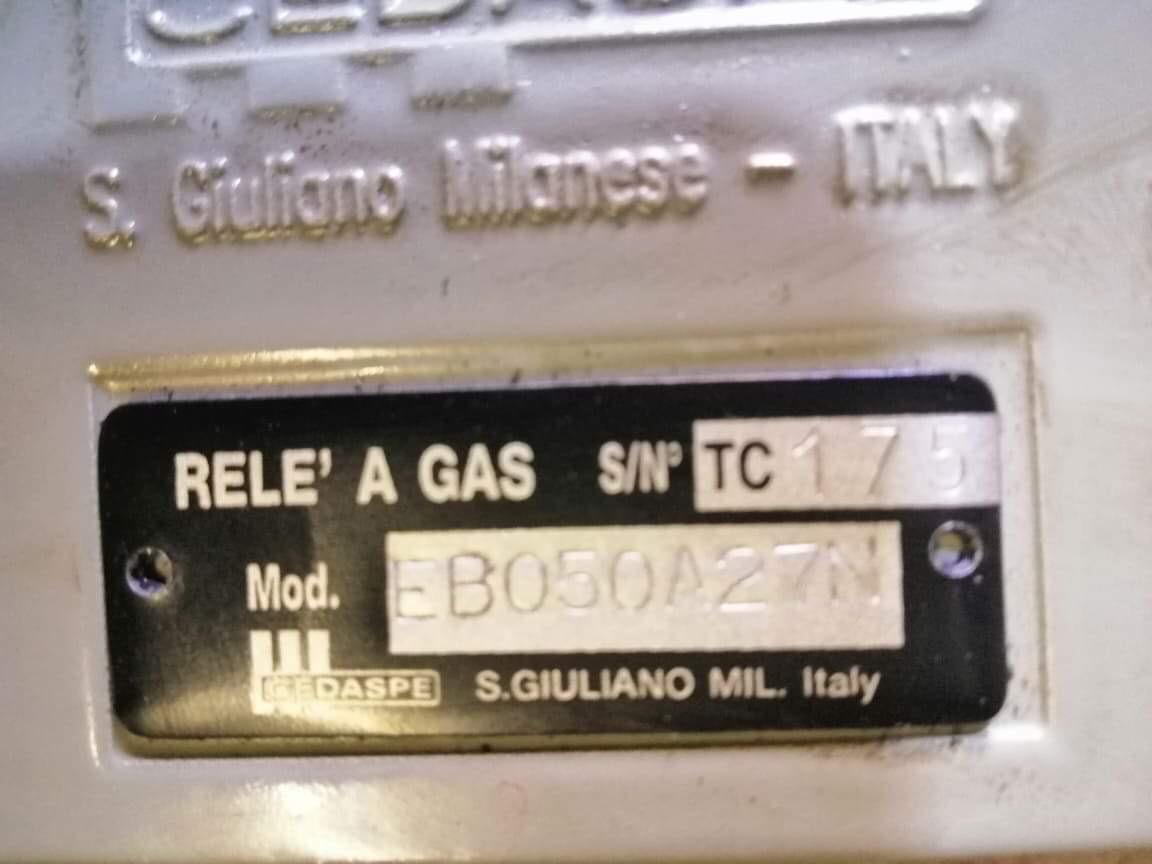 S. Giuliano Milanese - ITALY
RELE' A GAS S/N° TC 175
Mod. EB050A27N
CEDASPE S.GIULIANO MIL. Italy